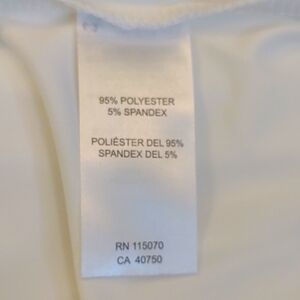 95% POLYESTER
5% SPANDEX
POLIÉSTER DEL 95%
SPANDEX DEL 5%
RN 115070
CA 40750